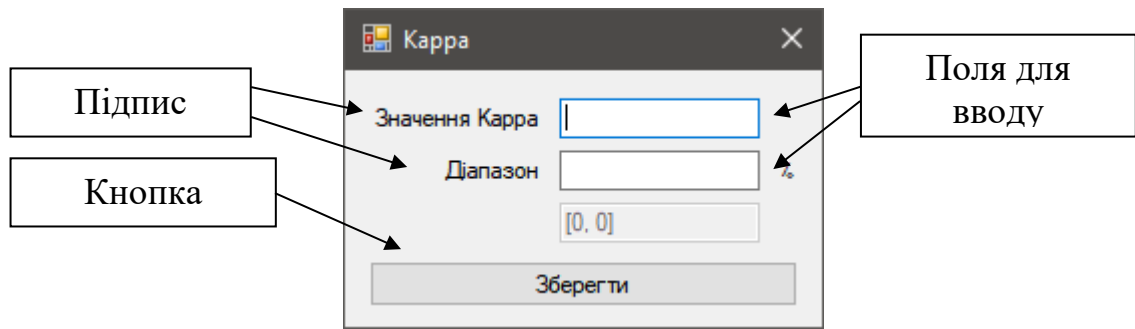 Kappa
Підпис
Поля для
вводу
Значення Kappa
Діапазон
%
Кнопка
[0, 0]
Зберегти